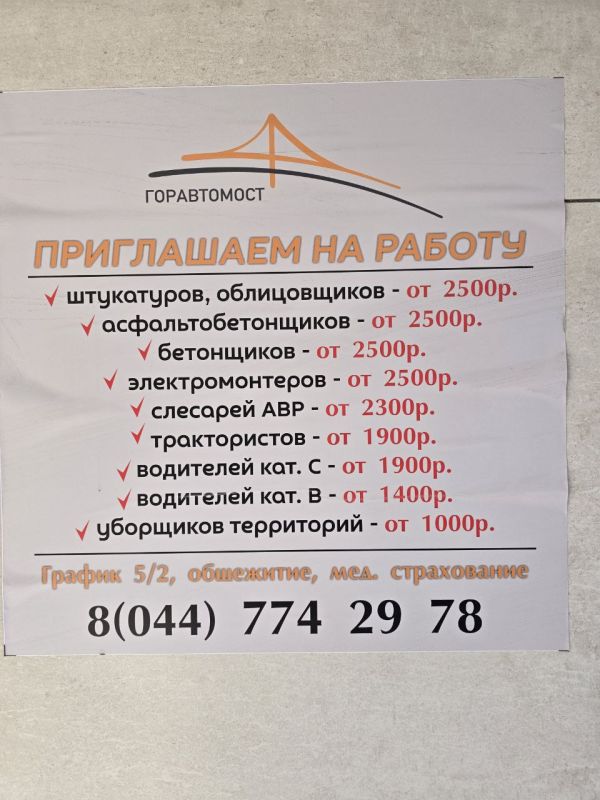 ГОРАВТОМОСТ
ПРИГЛАШАЕМ НА РАБОТУ
штукатуров, облицовщиков - от 2500р.
асфальтобетонщиков - от 2500р.
бетонщиков - от 2500р.
электромонтеров - от 2500р.
слесарей АВР - от 2300р.
трактористов - от 1900р.
водителей кат. С - от 1900р.
водителей кат. В - от 1400р.
уборщиков территорий - от 1000р.
График 5/2, общежитие, мед. страхование
8(044) 774 29 78